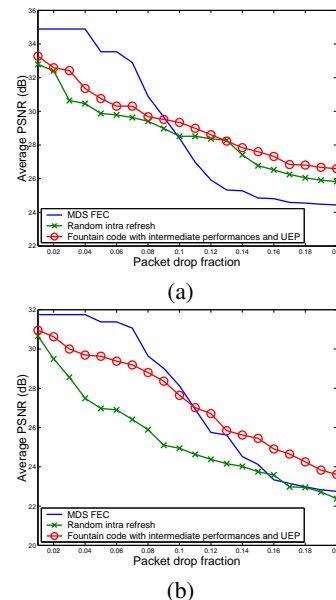 36
34
32
30
28
26
24
22
Average PSNR (dB)
MDS FEC
Random intra refresh
Fountain code with intermediate performances and UEP
0.02 0.04 0.06 0.08 0.1 0.12 0.14 0.16 0.18 0.2
Packet drop fraction
(a)
32
30
28
26
24
22
20
Average PSNR (dB)
MDS FEC
Random intra refresh
Fountain code with intermediate performances and UEP
0.02 0.04 0.06 0.08 0.1 0.12 0.14 0.16 0.18
Packet drop fraction
(b)